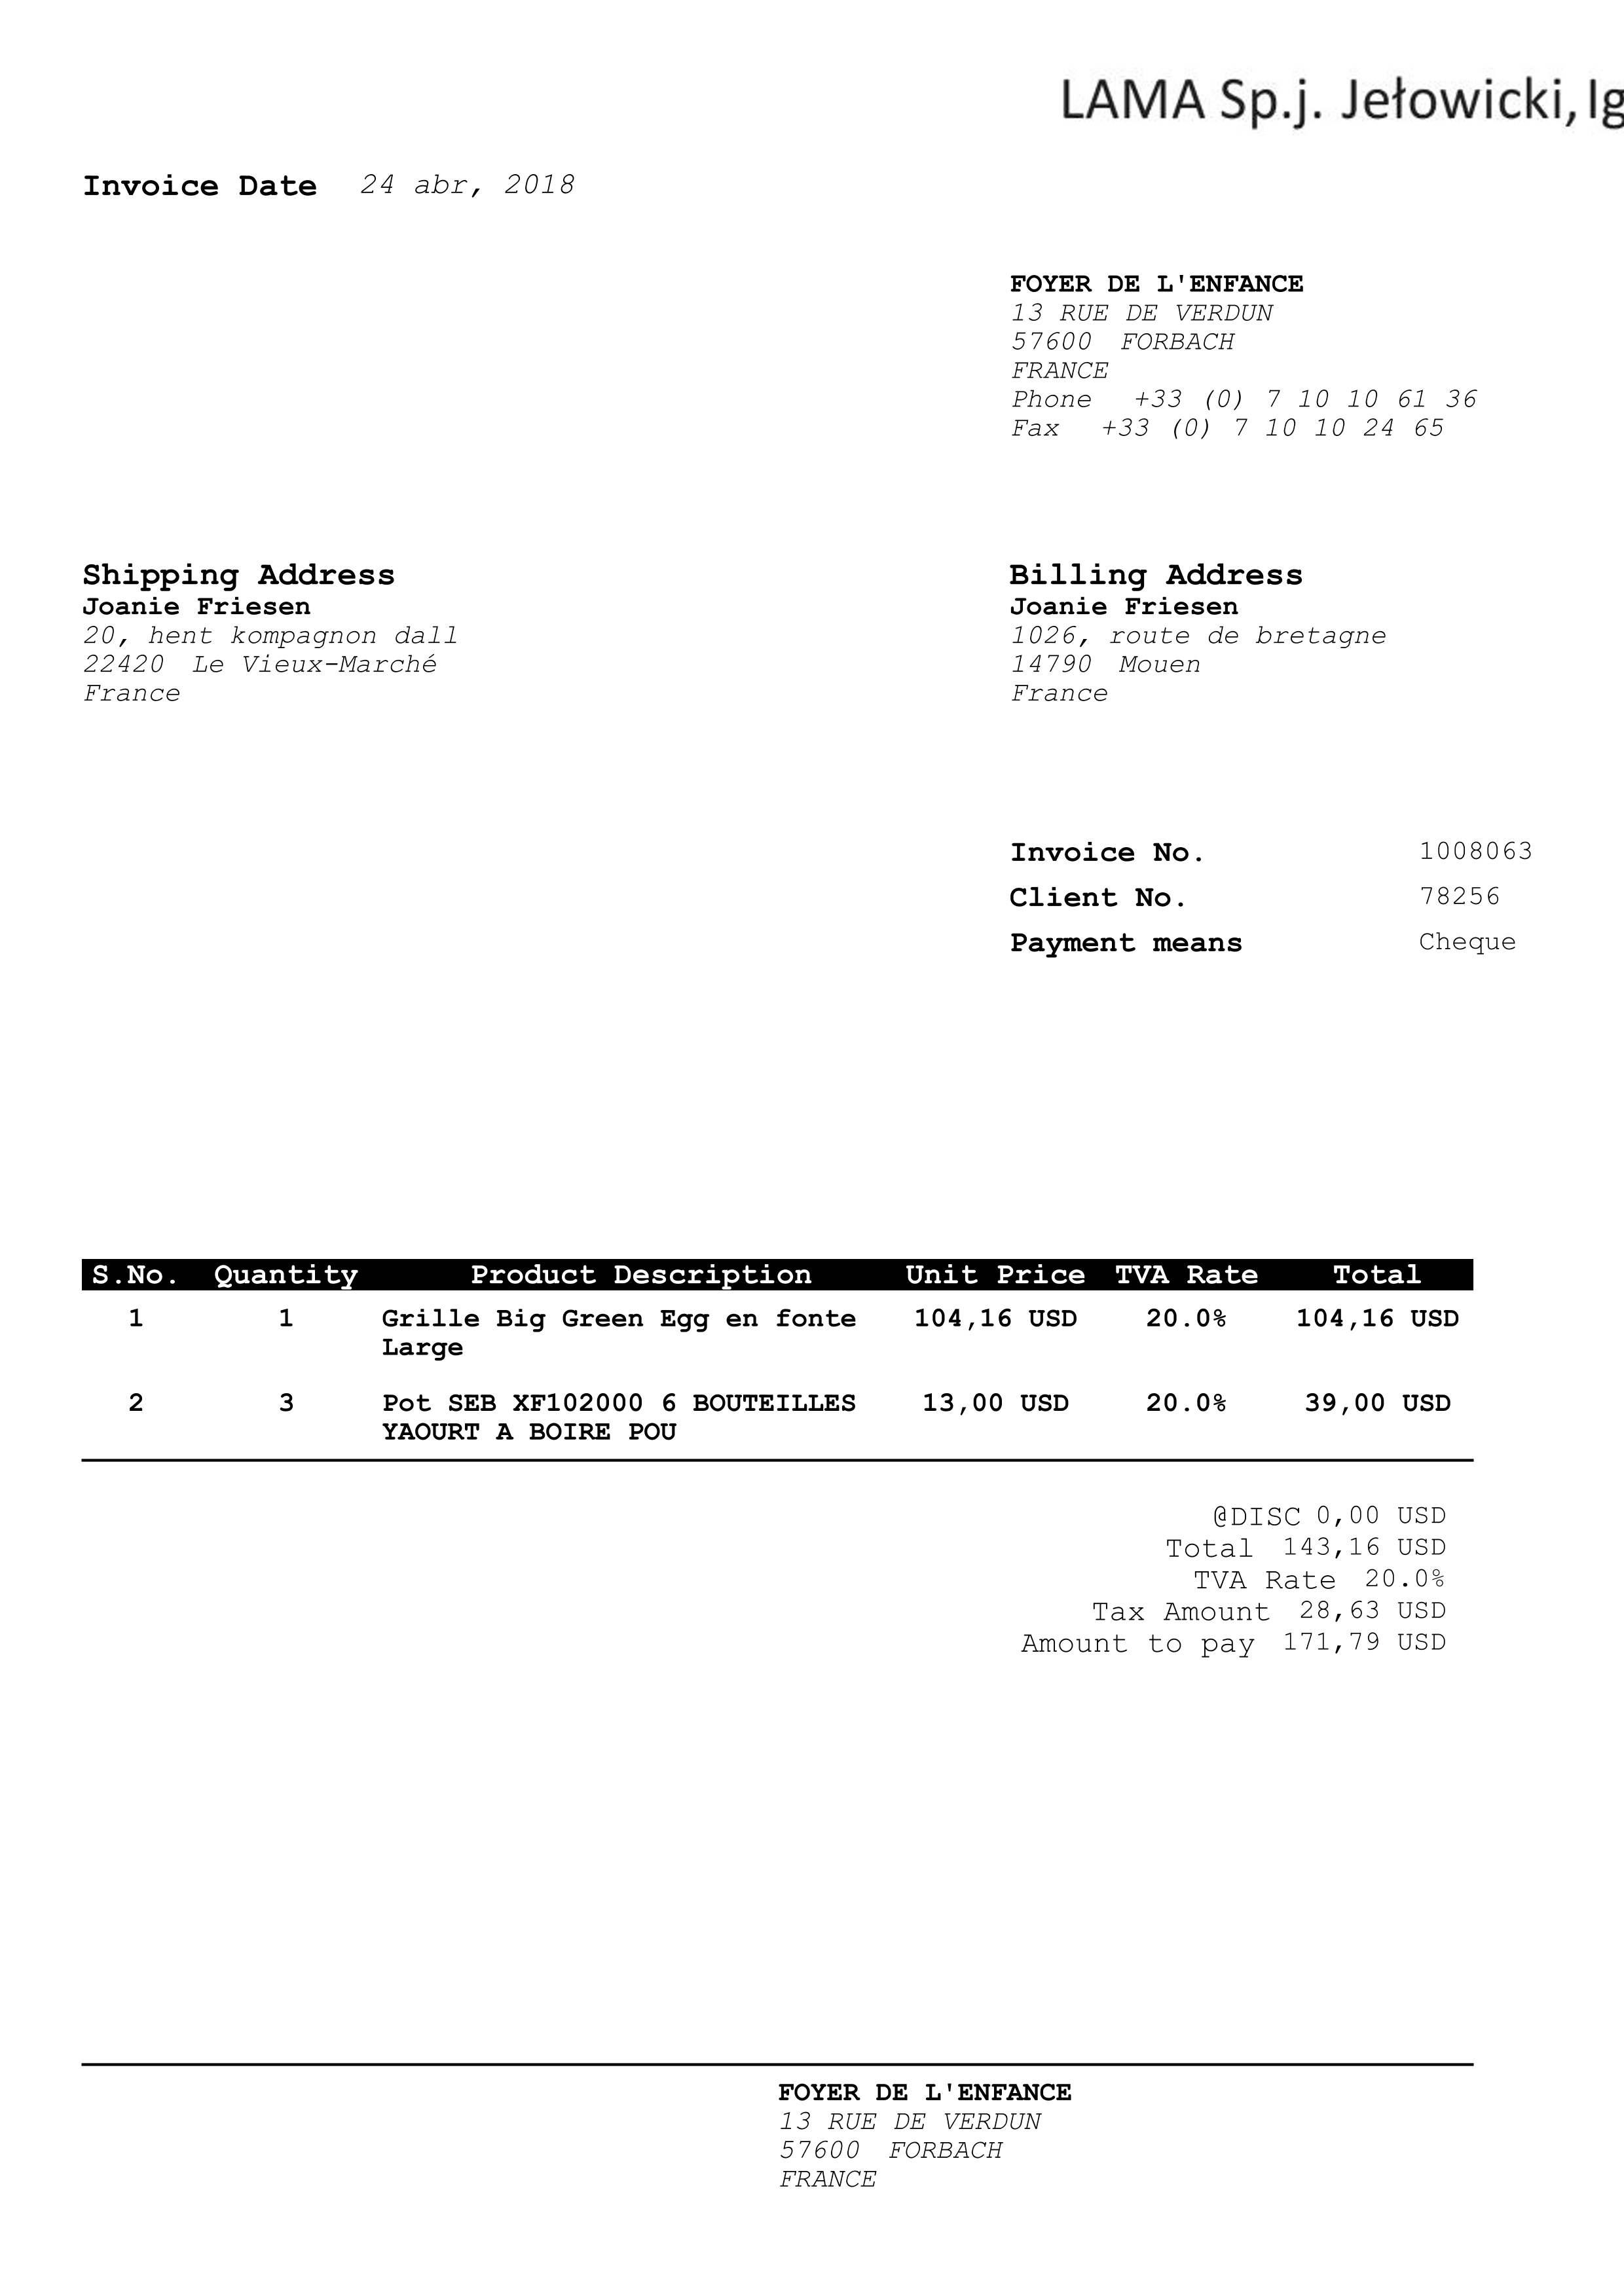 LAMA Sp.j. Jełowicki, Ig
Invoice Date 24 abr, 2018
FOYER DE L'ENFANCE
13 RUE DE VERDUN
57600 FORBACH
FRANCE
Phone +33 (0) 7 10 10 61 36
Fax +33 (0) 7 10 10 24 65
Shipping Address
Joanie Friesen
20, hent kompagnon dall
22420 Le Vieux-Marché
France
Billing Address
Joanie Friesen
1026, route de bretagne
14790 Mouen
France
Invoice No. 1008063
Client No. 78256
Payment means Cheque
S.No. Quantity Product Description Unit Price TVA Rate Total
1 1 Grille Big Green Egg en fonte 104,16 USD 20.0% 104,16 USD
Large
2 3 Pot SEB XF102000 6 BOUTEILLES 13,00 USD 20.0% 39,00 USD
YAOURT A BOIRE POU
@DISC 0,00 USD
Total 143,16 USD
TVA Rate 20.0%
Tax Amount 28,63 USD
Amount to pay 171,79 USD
FOYER DE L'ENFANCE
13 RUE DE VERDUN
57600 FORBACH
FRANCE